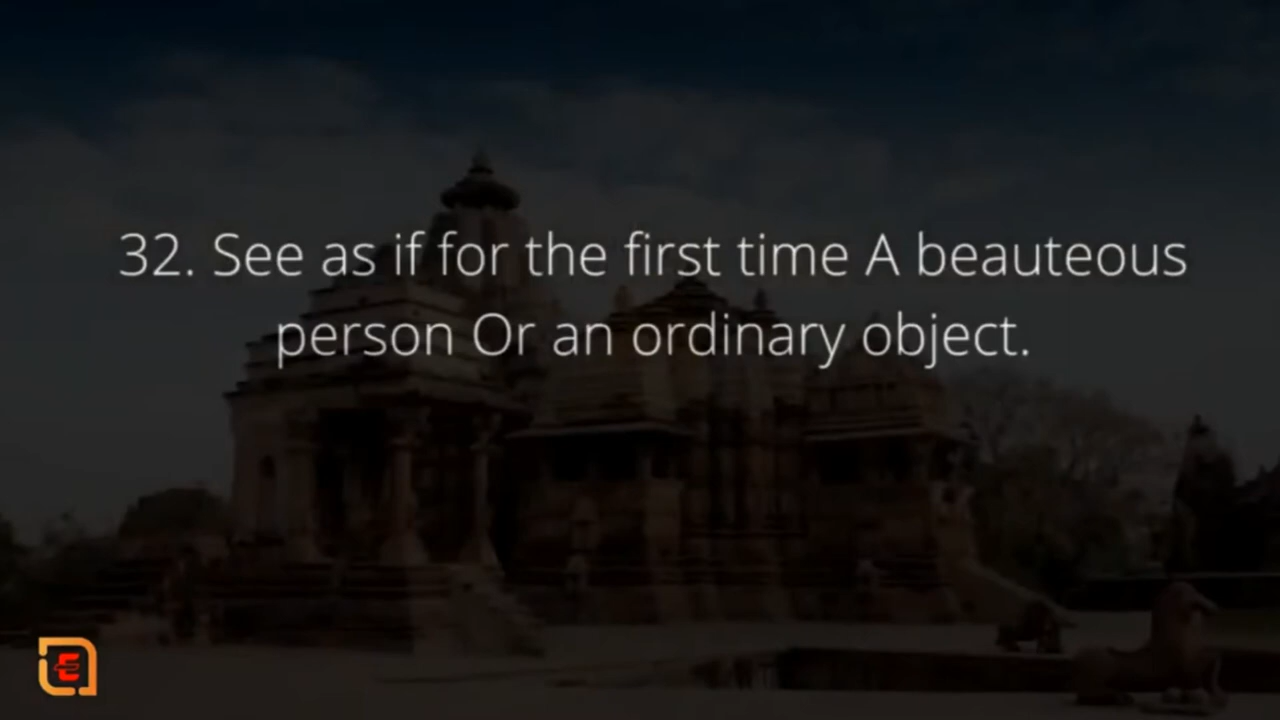 32. See as if for the first time A beauteous
person Or an ordinary object.
E